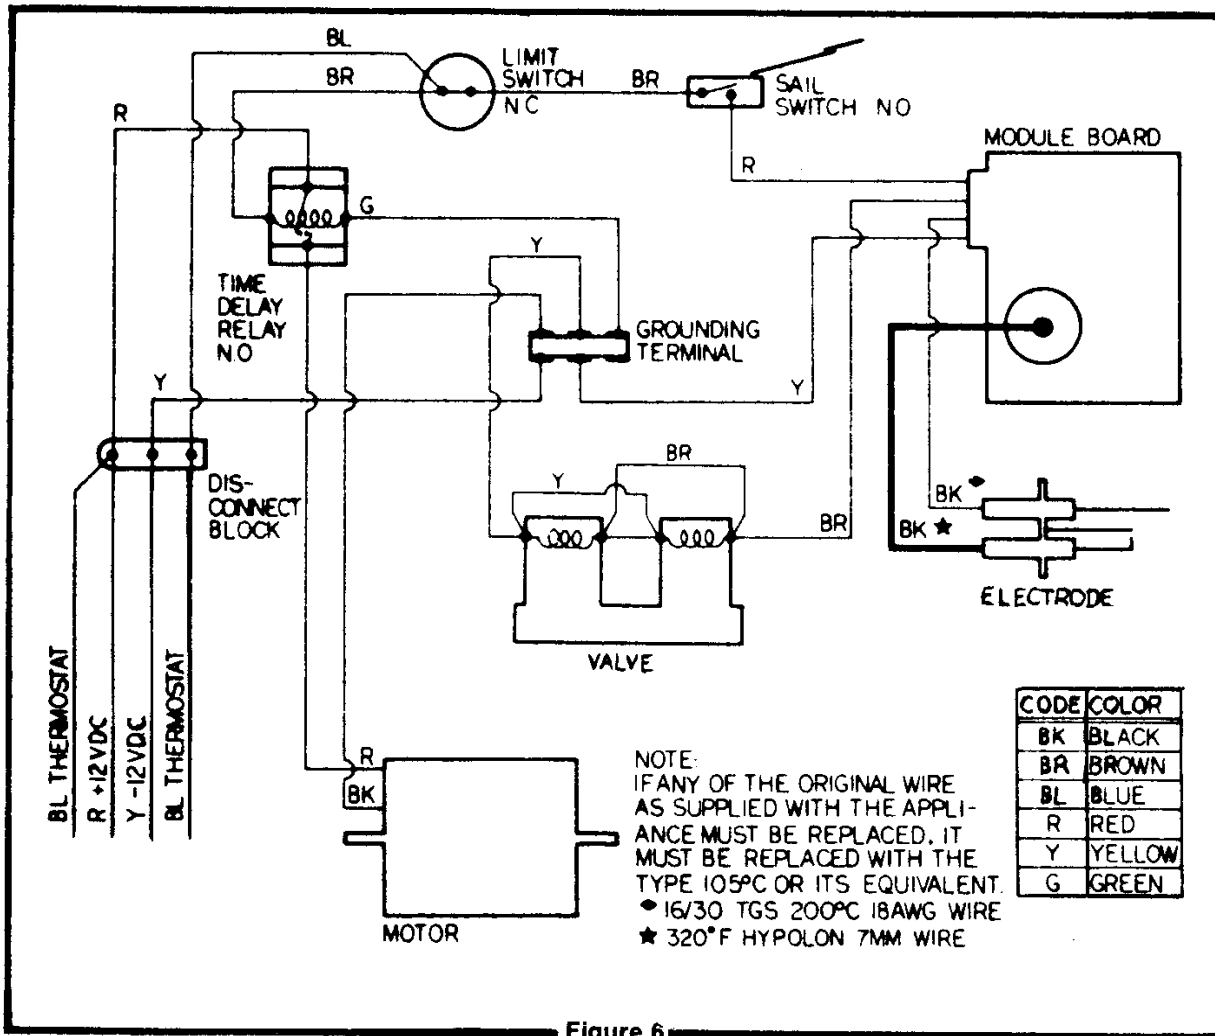 BL
LIMIT
SWITCH
N C
BR
BR
SAIL
SWITCH N O
R
MODULE BOARD
R
G
Y
TIME
DELAY
RELAY
N.O
GROUNDING
TERMINAL
Y
Y
DIS-
CONNECT
BLOCK
BR
Y
BR
BK ◆
BK ★
ELECTRODE
VALVE
BL THERMOSTAT
R +12VDC
Y -12VDC
BL THERMOSTAT
R
BK
MOTOR
NOTE:
IF ANY OF THE ORIGINAL WIRE
AS SUPPLIED WITH THE APPLI-
ANCE MUST BE REPLACED, IT
MUST BE REPLACED WITH THE
TYPE 105°C OR ITS EQUIVALENT.
◆ 16/30 TGS 200°C 18AWG WIRE
★ 320°F HYPOLON 7MM WIRE
CODE COLOR
BK BLACK
BR BROWN
BL BLUE
R RED
Y YELLOW
G GREEN
Figure 6